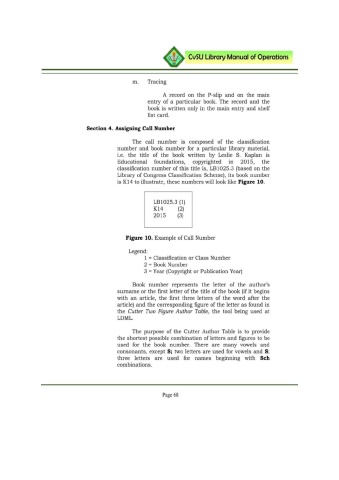 CvSU Library Manual of Operations
m. Tracing
A record on the P-slip and on the main
entry of a particular book. The record and the
book is written only in the main entry and shelf
list card.
Section 4. Assigning Call Number
The call number is composed of the classification
number and book number for a particular library material.
i.e. the title of the book written by Leslie S. Kaplan is
Educational foundations, copyrighted in 2015, the
classification number of this title is, LB1025.3 (based on the
Library of Congress Classification Scheme), its book number
is K14 to illustrate, these numbers will look like Figure 10.
LB1025.3 (1)
K14 (2)
2015 (3)
Figure 10. Example of Call Number
Legend:
1 = Classification or Class Number
2 = Book Number
3 = Year (Copyright or Publication Year)
Book number represents the letter of the author's
surname or the first letter of the title of the book (if it begins
with an article, the first three letters of the word after the
article) and the corresponding figure of the letter as found in
the Cutter Two Figure Author Table, the tool being used at
LDML.
The purpose of the Cutter Author Table is to provide
the shortest possible combination of letters and figures to be
used for the book number. There are many vowels and
consonants, except S; two letters are used for vowels and S;
three letters are used for names beginning with Sch
combinations.
Page 68